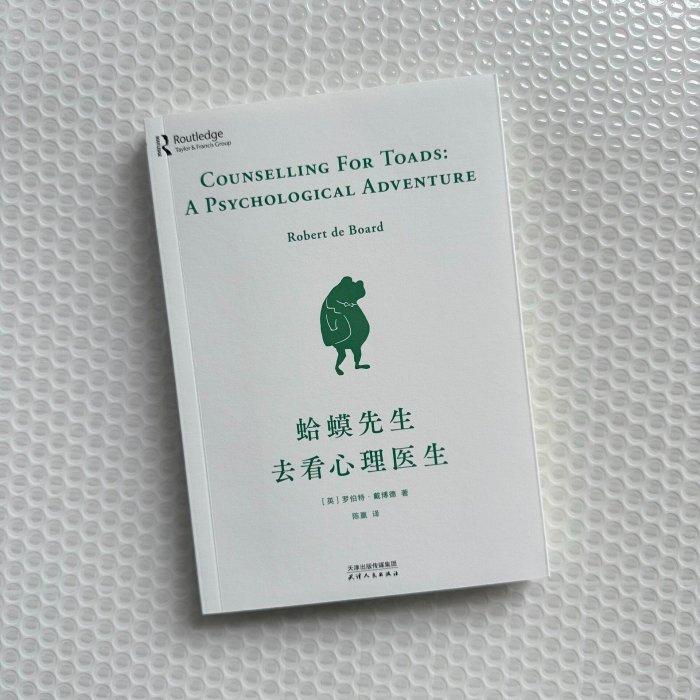 Routledge
Taylor & Francis Group
COUNSELLING FOR TOADS:
A PSYCHOLOGICAL ADVENTURE
Robert de Board
蛤蟆先生
去看心理医生
[英] 罗伯特·戴博德 著
陈赢 译
天津出版传媒集团
天津人民出版社